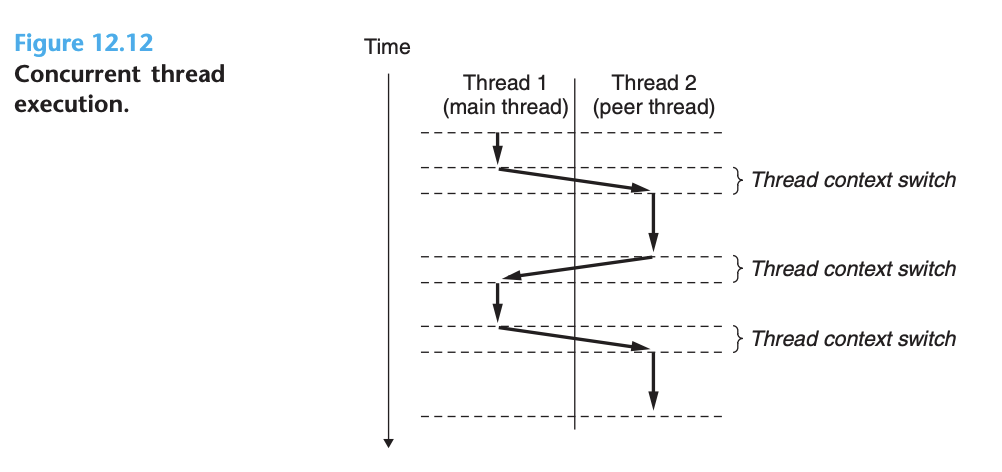 Figure 12.12
Concurrent thread
execution.
Time
Thread 1
(main thread)
Thread 2
(peer thread)
Thread context switch
Thread context switch
Thread context switch